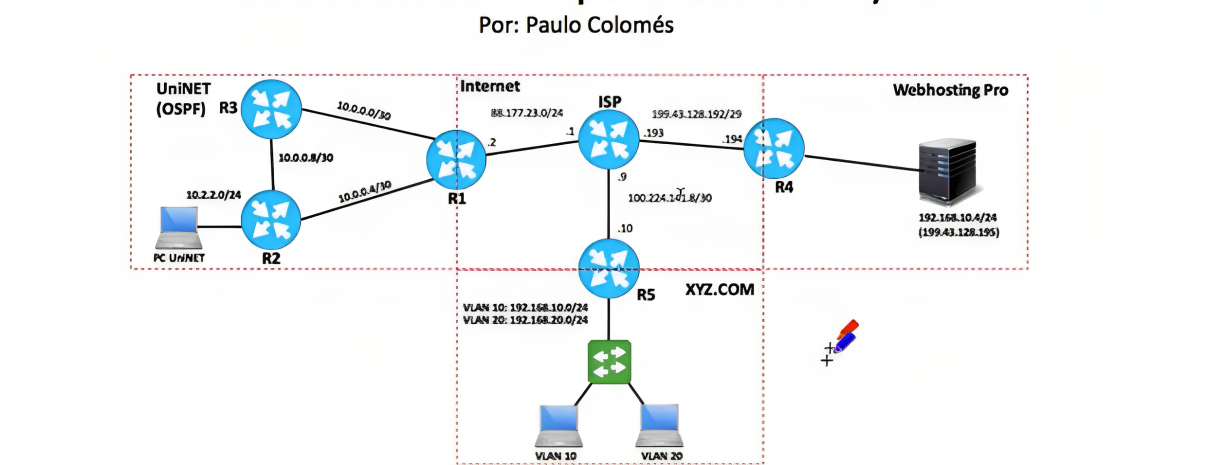 Por: Paulo Colomés
UniNET
(OSPF)
R3
10.0.0.0/30
10.0.0.8/30
10.2.2.0/24
10.0.0.4/30
PC UniNET
R2
Internet
88.177.23.0/24
.2
.1
R1
ISP
199.43.128.192/29
.193
.194
.9
100.224.141.8/30
.10
R4
Webhosting Pro
192.168.10.4/24
(199.43.128.195)
R5
XYZ.COM
VLAN 10: 192.168.10.0/24
VLAN 20: 192.168.20.0/24
VLAN 10
VLAN 20